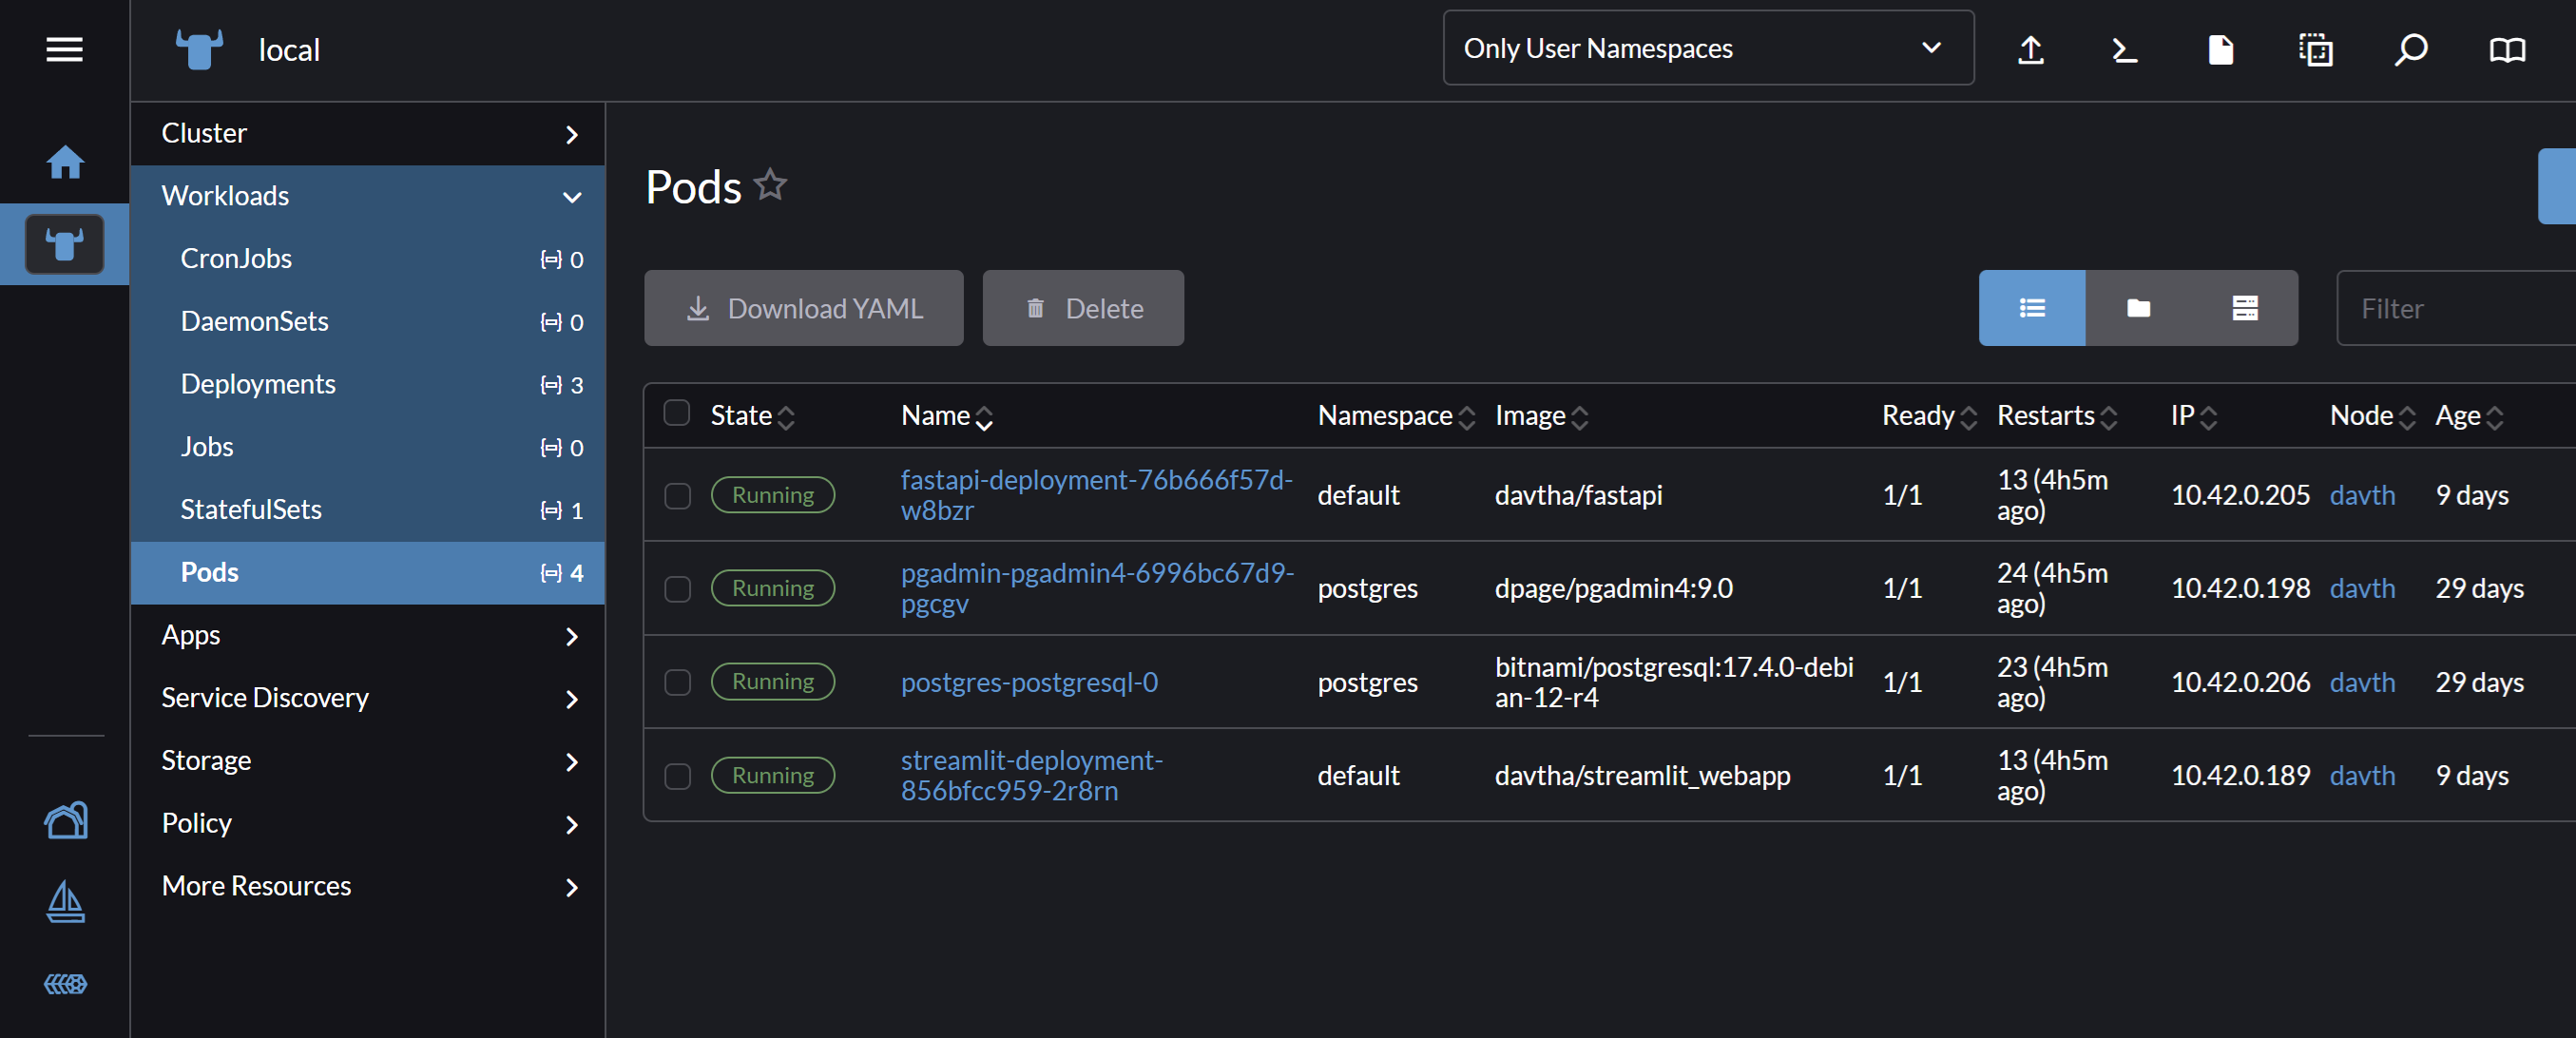 local
Only User Namespaces
Cluster
Workloads
CronJobs 0
DaemonSets 0
Deployments 3
Jobs 0
StatefulSets 1
Pods 4
Apps
Service Discovery
Storage
Policy
More Resources
Pods
Download YAML
Delete
Filter
State Name Namespace Image Ready Restarts IP Node Age
Running fastapi-deployment-76b666f57d- default davtha/fastapi 1/1 13 (4h5m 10.42.0.205 davth 9 days
w8bzr ago)
Running pgadmin-pgadmin4-6996bc67d9- postgres dpage/pgadmin4:9.0 1/1 24 (4h5m 10.42.0.198 davth 29 days
pgcgv ago)
Running postgres-postgresql-0 postgres bitnami/postgresql:17.4.0-debi 1/1 23 (4h5m 10.42.0.206 davth 29 days
an-12-r4 ago)
Running streamlit-deployment- default davtha/streamlit_webapp 1/1 13 (4h5m 10.42.0.189 davth 9 days
856bfcc959-2r8rn ago)